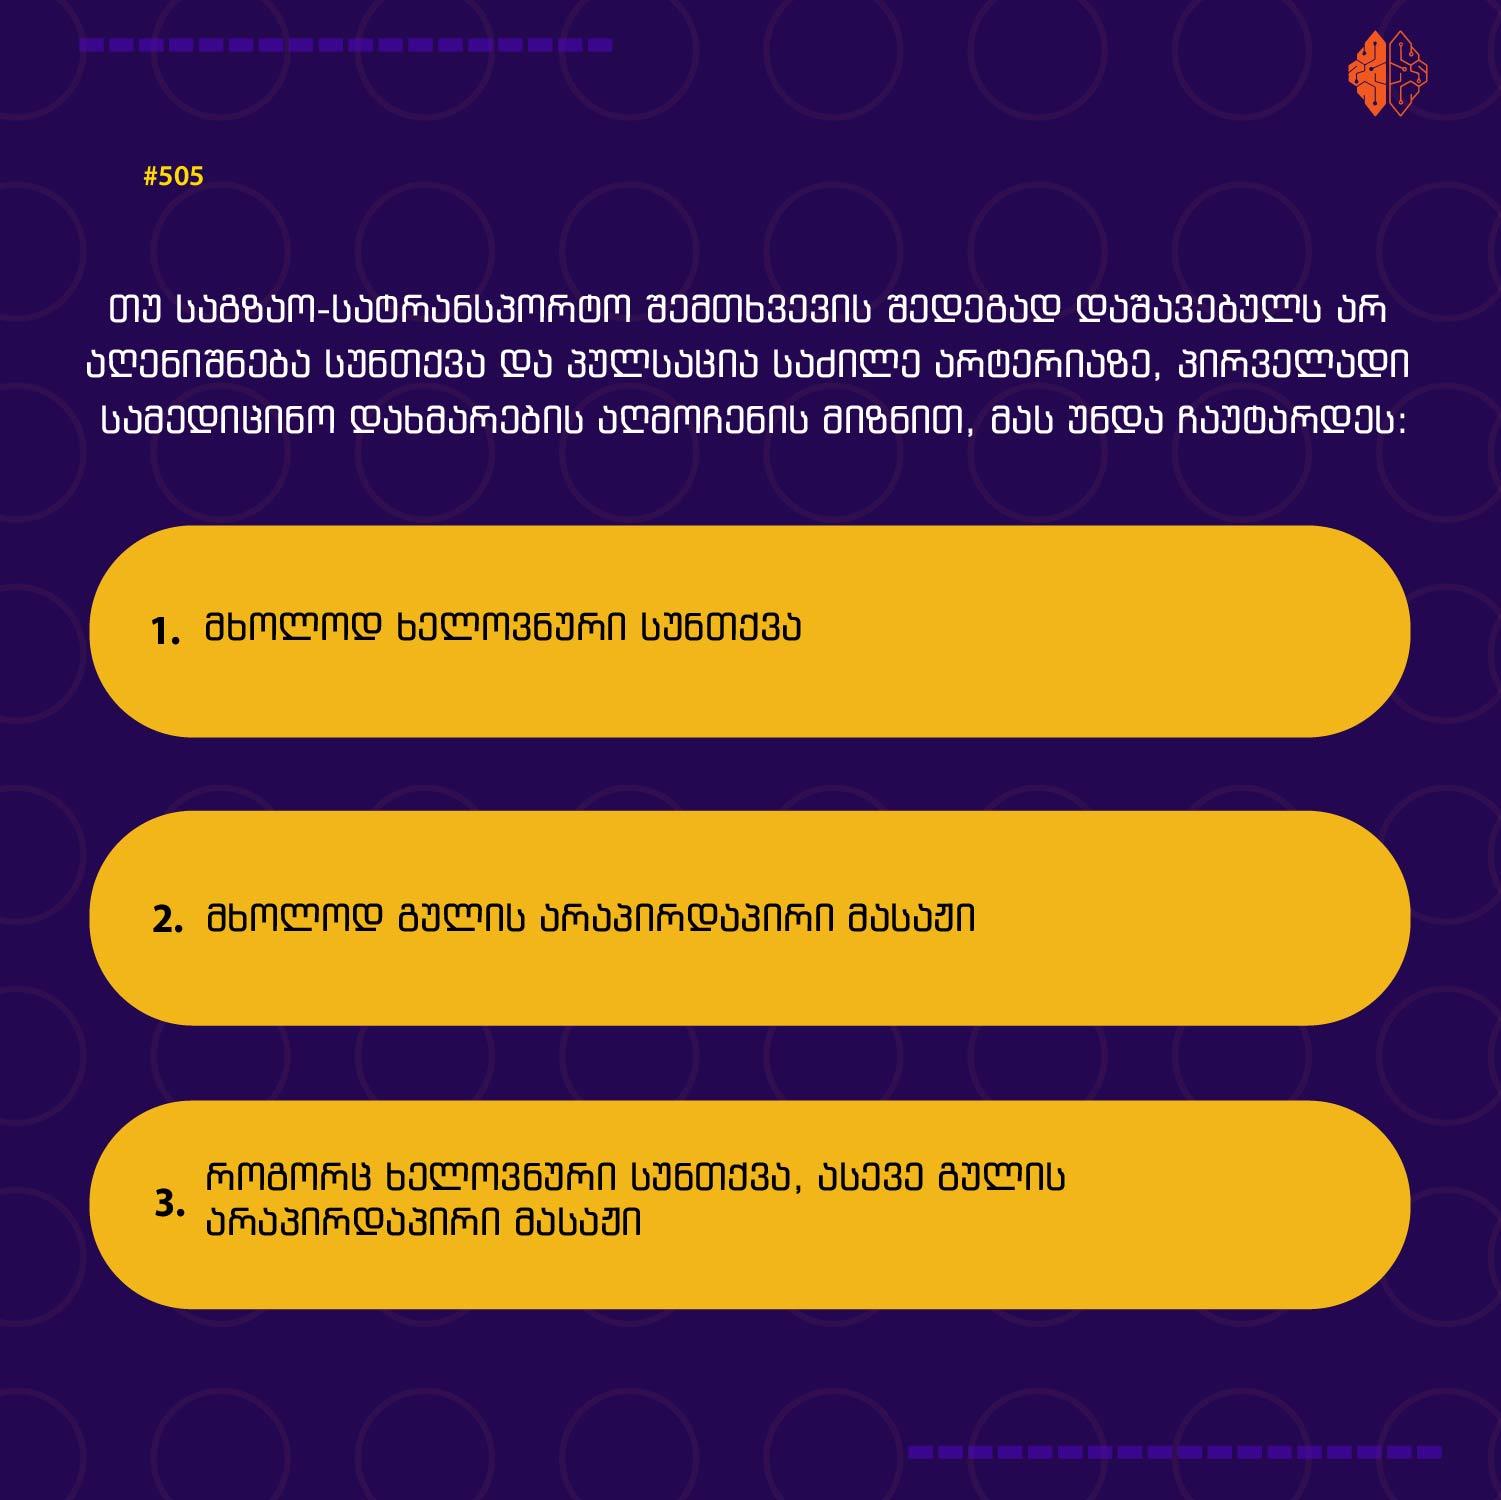 #505
თუ საგზაო-სატრანსპორტო შემთხვევის შედეგად დაშავებულს არ
აღენიშნება სუნთქვა და პულსაცია საძილე არტერიაზე, პირველადი
სამედიცინო დახმარების აღმოჩენის მიზნით, მას უნდა ჩაუტარდეს:
1. მხოლოდ ხელოვნური სუნთქვა
2. მხოლოდ გულის არაპირდაპირი მასაჟი
3. როგორც ხელოვნური სუნთქვა, ასევე გულის
არაპირდაპირი მასაჟი